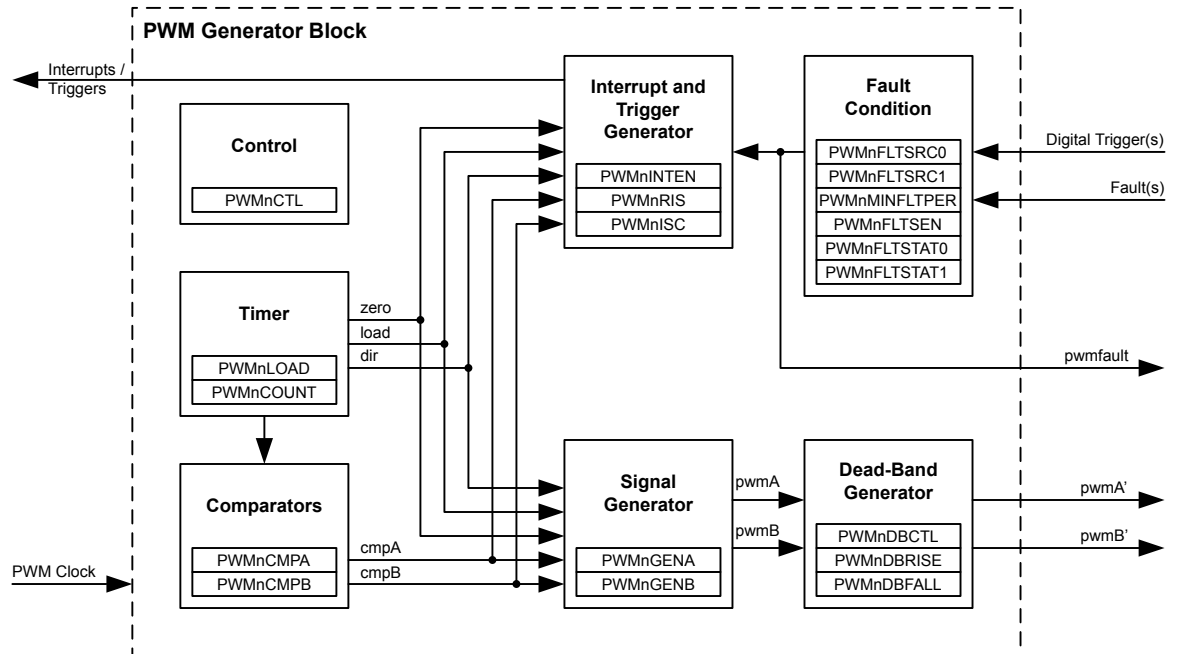 PWM Generator Block
Interrupts /
Triggers
Control
PWMnCTL
Interrupt and
Trigger
Generator
PWMnINTEN
PWMnRIS
PWMnISC
Fault
Condition
PWMnFLTSRC0
PWMnFLTSRC1
PWMnMINFLTPER
PWMnFLTSEN
PWMnFLTSTAT0
PWMnFLTSTAT1
Digital Trigger(s)
Fault(s)
Timer
PWMnLOAD
PWMnCOUNT
zero
load
dir
pwmfault
Comparators
PWMnCMPA
PWMnCMPB
cmpA
cmpB
PWM Clock
Signal
Generator
PWMnGENA
PWMnGENB
pwmA
pwmB
Dead-Band
Generator
PWMnDBCTL
PWMnDBRISE
PWMnDBFALL
pwmA’
pwmB’